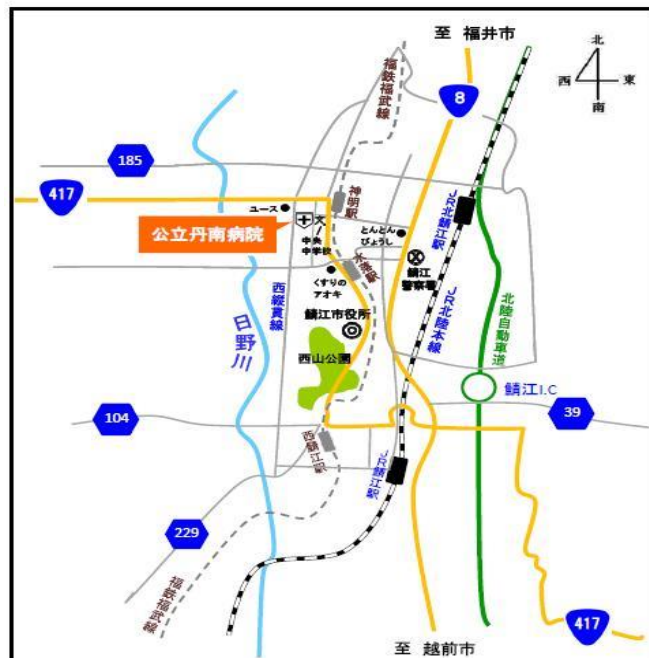 至 福井市
北
西 東
南
福鉄福武線
8
185
417
神明駅
JR北鯖江駅
ユース
文
公立丹南病院
中央
中学校
とんとん
びょうし
水落駅
鯖江
警察署
くすりの
アオキ
西縦貫線
JR北陸本線
北陸自動車道
日野川
鯖江市役所
西山公園
鯖江I.C
104
39
西鯖江駅
JR鯖江駅
229
福鉄福武線
417
至 越前市